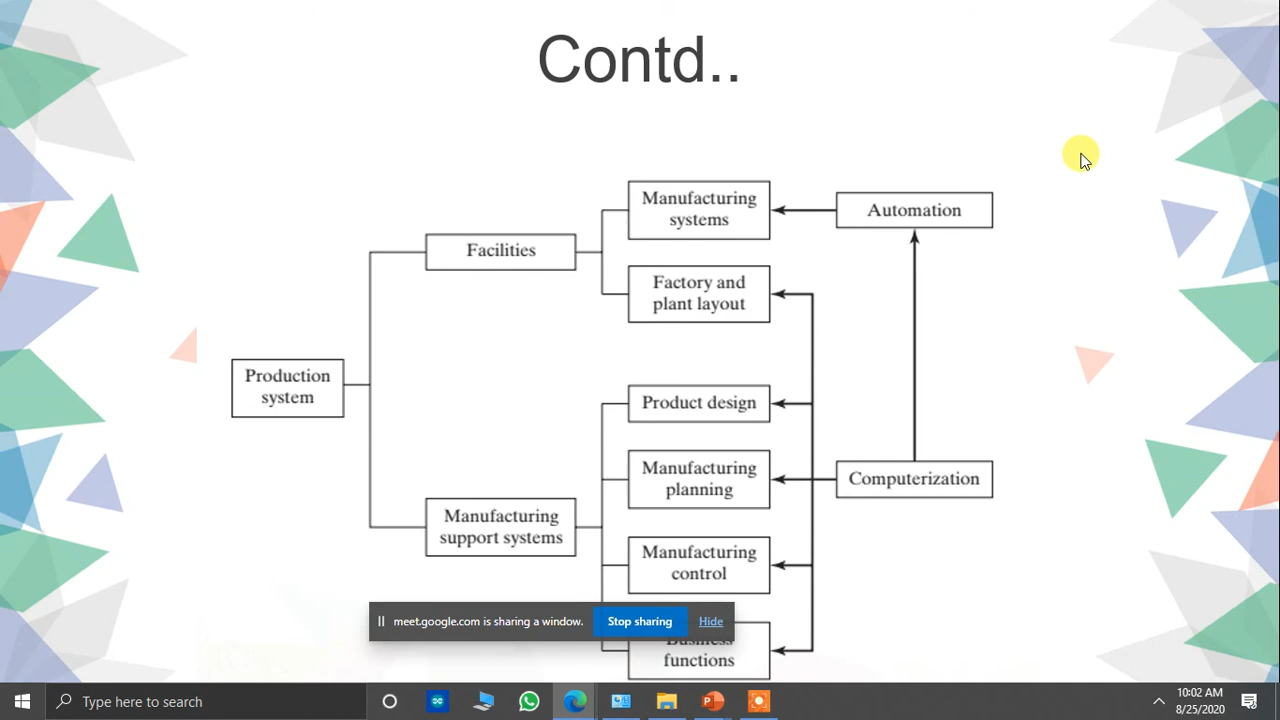 Contd..
Manufacturing
systems
Automation
Facilities
Factory and
plant layout
Production
system
Product design
Manufacturing
planning
Computerization
Manufacturing
support systems
Manufacturing
control
meet.google.com is sharing a window.
Stop sharing
Hide
Business
functions
Type here to search
10:02 AM
8/25/2020